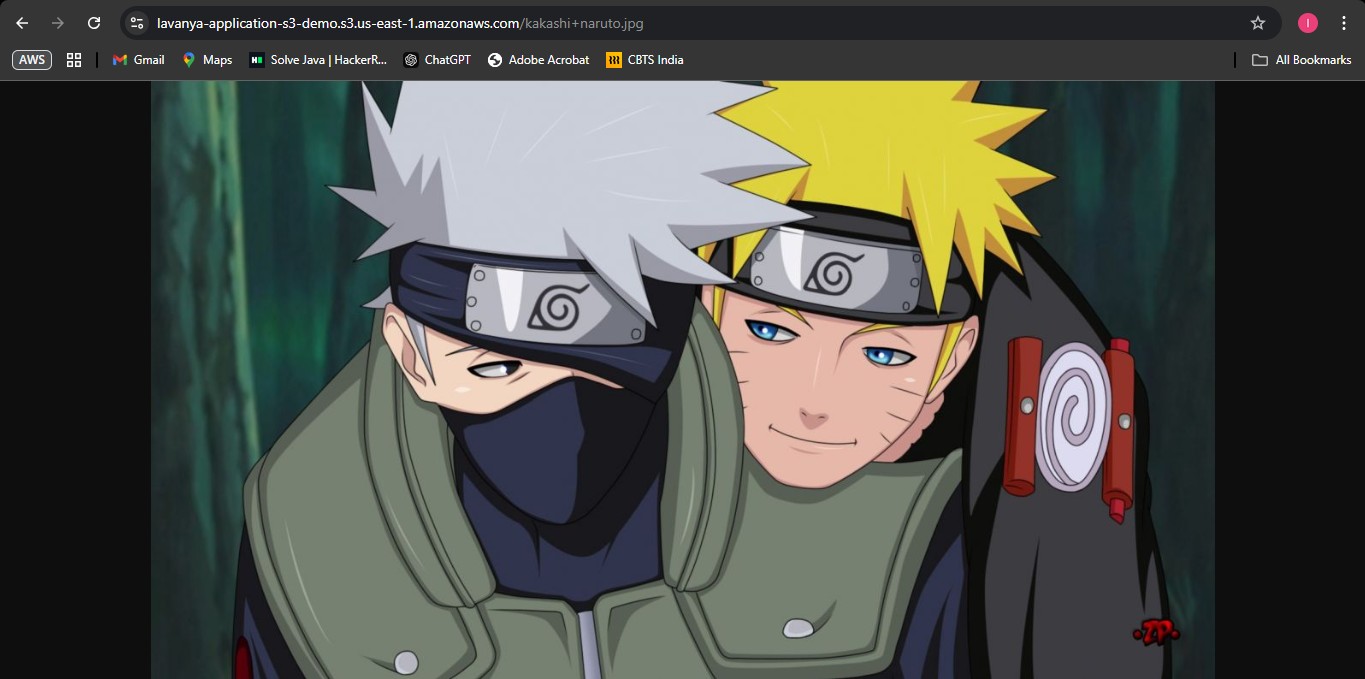 lavanya-application-s3-demo.s3.us-east-1.amazonaws.com/kakashi+naruto.jpg
I
AWS Gmail Maps Solve Java | HackerR... ChatGPT Adobe Acrobat CBTS India All Bookmarks